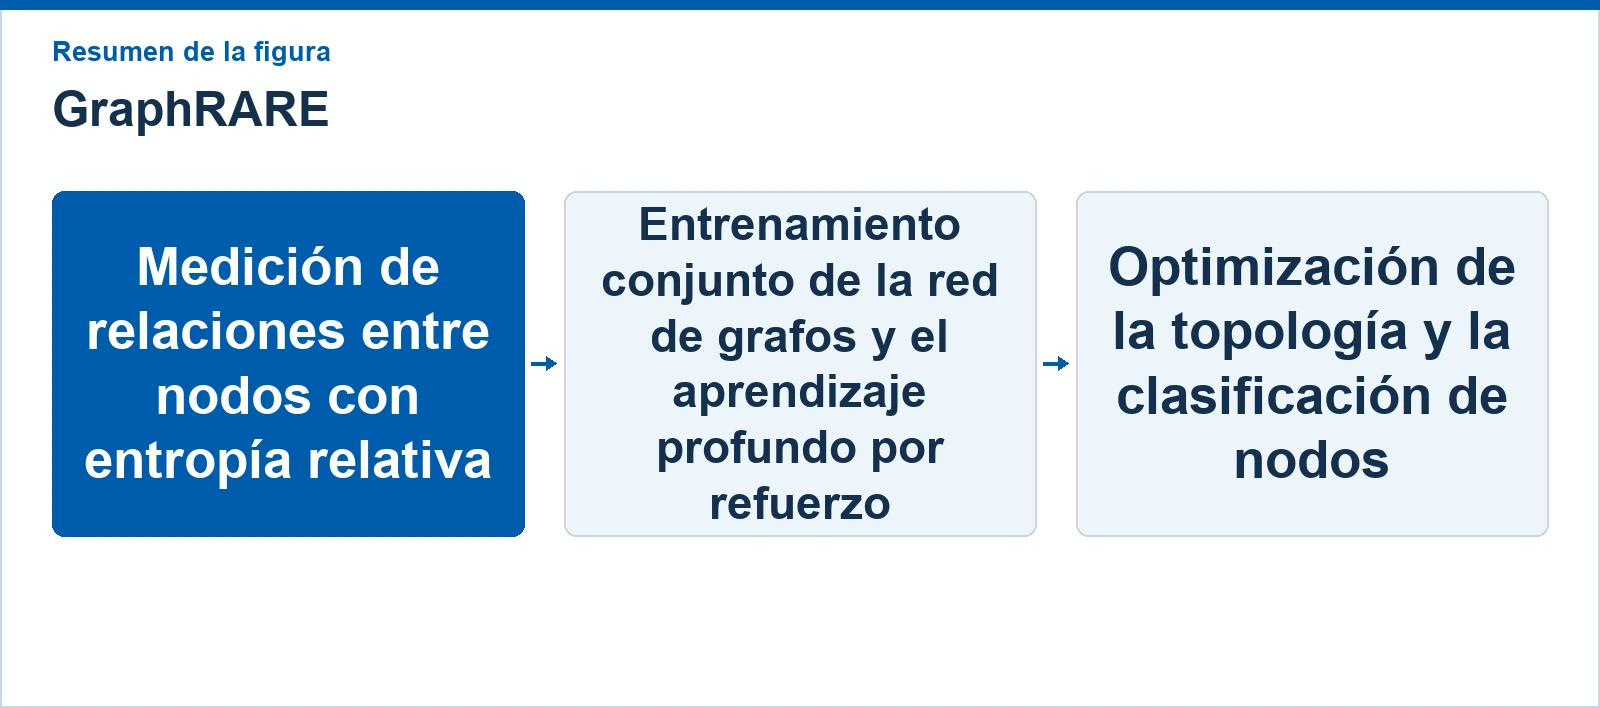 Resumen de la figura
GraphRARE
Medición de
relaciones entre
nodos con
entropía relativa
Entrenamiento
conjunto de la red
de grafos y el
aprendizaje
profundo por
refuerzo
Optimización de
la topología y la
clasificación de
nodos